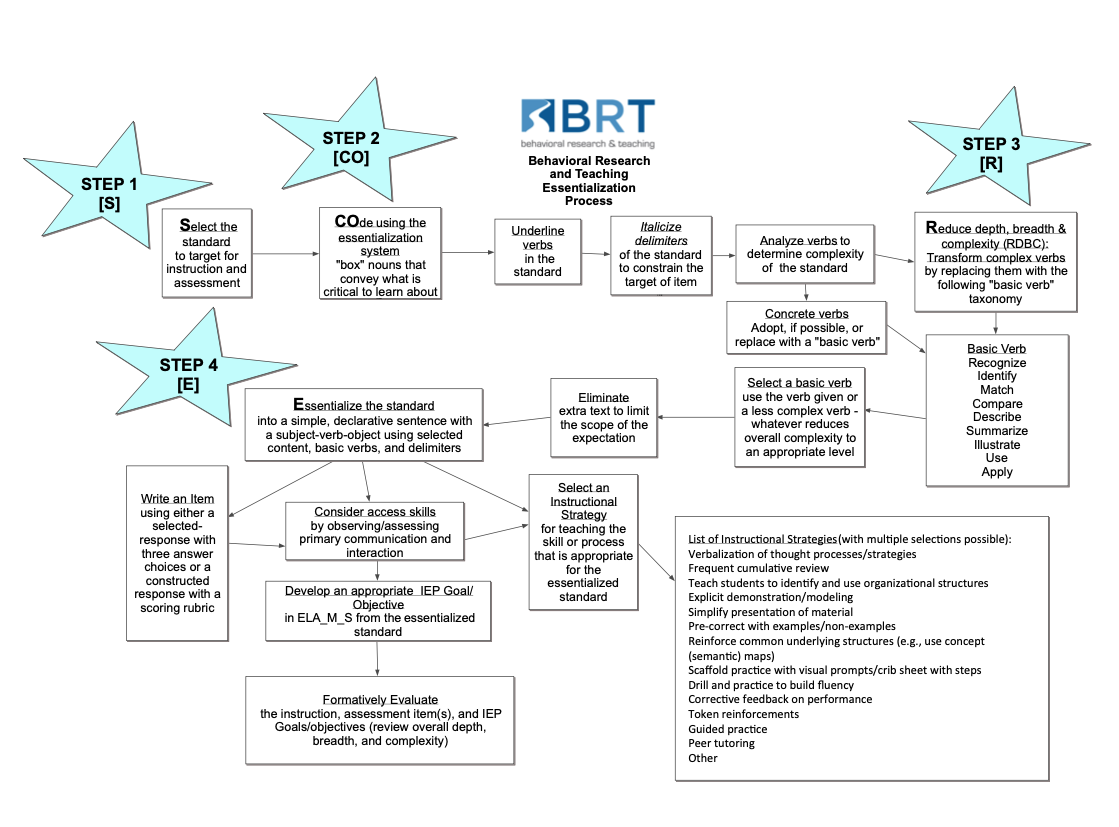 BRT
behavioral research & teaching
Behavioral Research
and Teaching
Essentialization
Process
STEP 1
[S]
Select the
standard
to target for
instruction and
assessment
STEP 2
[CO]
COde using the
essentialization
system
"box" nouns that
convey what is
critical to learn about
Underline
verbs
in the
standard
Italicize
delimiters
of the standard
to constrain the
target of item
Analyze verbs to
determine complexity
of the standard
Concrete verbs
Adopt, if possible, or
replace with a "basic verb"
STEP 3
[R]
Reduce depth, breadth &
complexity (RDBC):
Transform complex verbs
by replacing them with the
following "basic verb"
taxonomy
Basic Verb
Recognize
Identify
Match
Compare
Describe
Summarize
Illustrate
Use
Apply
Select a basic verb
use the verb given or
a less complex verb -
whatever reduces
overall complexity to
an appropriate level
Eliminate
extra text to limit
the scope of the
expectation
STEP 4
[E]
Essentialize the standard
into a simple, declarative sentence with
a subject-verb-object using selected
content, basic verbs, and delimiters
Write an Item
using either a
selected-
response with
three answer
choices or a
constructed
response with a
scoring rubric
Consider access skills
by observing/assessing
primary communication and
interaction
Develop an appropriate IEP Goal/
Objective
in ELA_M_S from the essentialized
standard
Formatively Evaluate
the instruction, assessment item(s), and IEP
Goals/objectives (review overall depth,
breadth, and complexity)
Select an
Instructional
Strategy
for teaching the
skill or process
that is appropriate
for the
essentialized
standard
List of Instructional Strategies (with multiple selections possible):
Verbalization of thought processes/strategies
Frequent cumulative review
Teach students to identify and use organizational structures
Explicit demonstration/modeling
Simplify presentation of material
Pre-correct with examples/non-examples
Reinforce common underlying structures (e.g., use concept
(semantic) maps)
Scaffold practice with visual prompts/crib sheet with steps
Drill and practice to build fluency
Corrective feedback on performance
Token reinforcements
Guided practice
Peer tutoring
Other